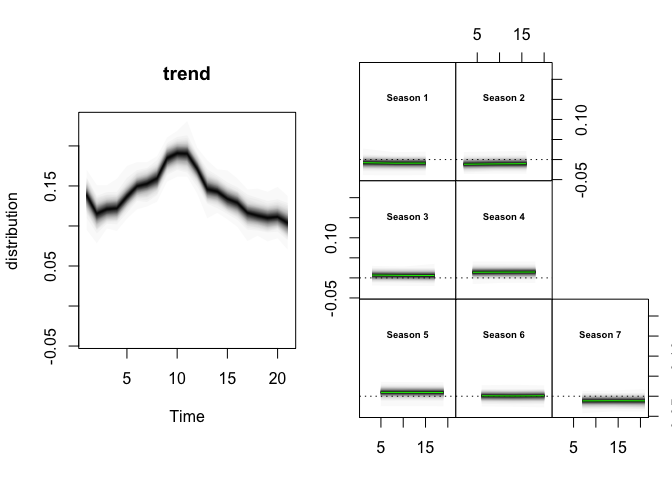 trend
distribution
-0.05
0.05
0.15
5
10
15
20
Time
5
15
Season 1
Season 2
-0.05
0.10
Season 3
Season 4
-0.05
0.10
Season 5
Season 6
Season 7
5
15
5
15